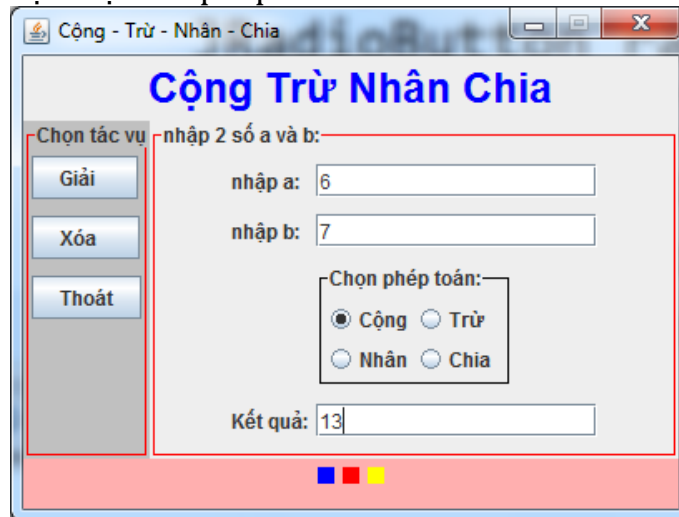 Cộng - Trừ - Nhân - Chia
Cộng Trừ Nhân Chia
Chọn tác vụ
Giải
Xóa
Thoát
nhập 2 số a và b:
nhập a: 6
nhập b: 7
Chọn phép toán:
Cộng Trừ
Nhân Chia
Kết quả: 13